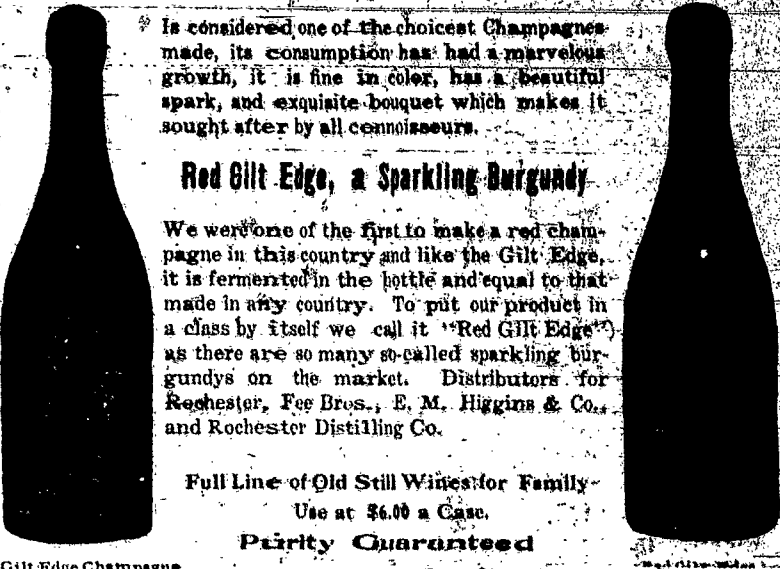 Is considered one of the choicest Champagnes
made, its consumption has had a marvelous
growth, it is fine in color, has a beautiful
spark, and exquisite bouquet which makes it
sought after by all connoisseurs.
Red Gilt Edge, a Sparkling Burgundy
We were one of the first to make a red cham-
pagne in this country and like the Gilt Edge,
it is fermented in the bottle and equal to that
made in any country. To put our product in
a class by itself we call it "Red Gilt Edge")
as there are so many so-called sparkling bur-
gundys on the market. Distributors for
Rochester, Fee Bros., E. M. Higgins & Co.,
and Rochester Distilling Co.
Full Line of Old Still Wines for Family
Use at $6.00 a Case.
Purity Guaranteed
Gilt Edge Champagne
Red Gilt Edge